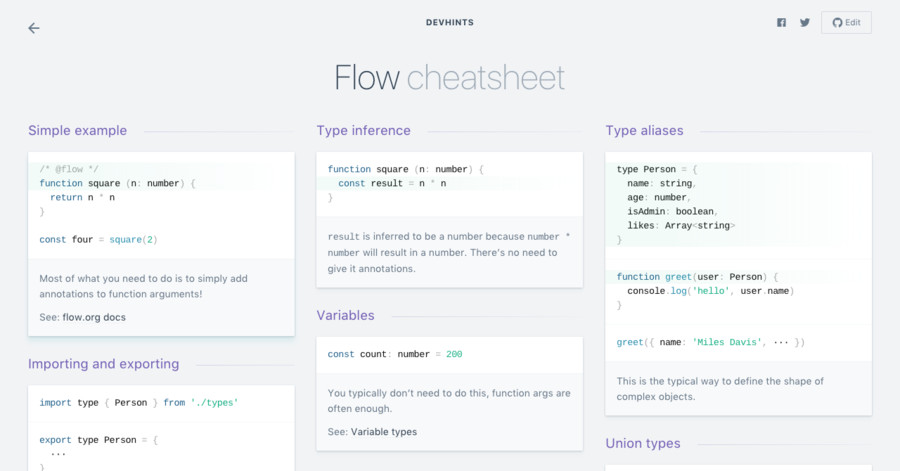 DEVHINTS
Edit
Flow cheatsheet
Simple example
/* @flow */
function square (n: number) {
  return n * n
}
const four = square(2)
Most of what you need to do is to simply add
annotations to function arguments!
See: flow.org docs
Importing and exporting
import type { Person } from './types'
export type Person = {
  ...
}
Type inference
function square (n: number) {
  const result = n * n
}
result is inferred to be a number because number *
number will result in a number. There's no need to
give it annotations.
Variables
const count: number = 200
You typically don't need to do this, function args are
often enough.
See: Variable types
Type aliases
type Person = {
  name: string,
  age: number,
  isAdmin: boolean,
  likes: Array<string>
}
function greet(user: Person) {
  console.log('hello', user.name)
}
greet({ name: 'Miles Davis', ··· })
This is the typical way to define the shape of
complex objects.
Union types